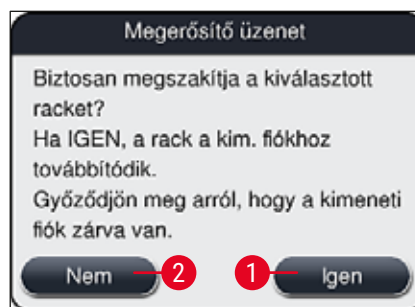 Megerősítő üzenet
Biztosan megszakítja a kiválasztott
racket?
Ha IGEN, a rack a kim. fiókhoz
továbbítódik.
Győződjön meg arról, hogy a kimeneti
fiók zárva van.
Nem 2 1 Igen